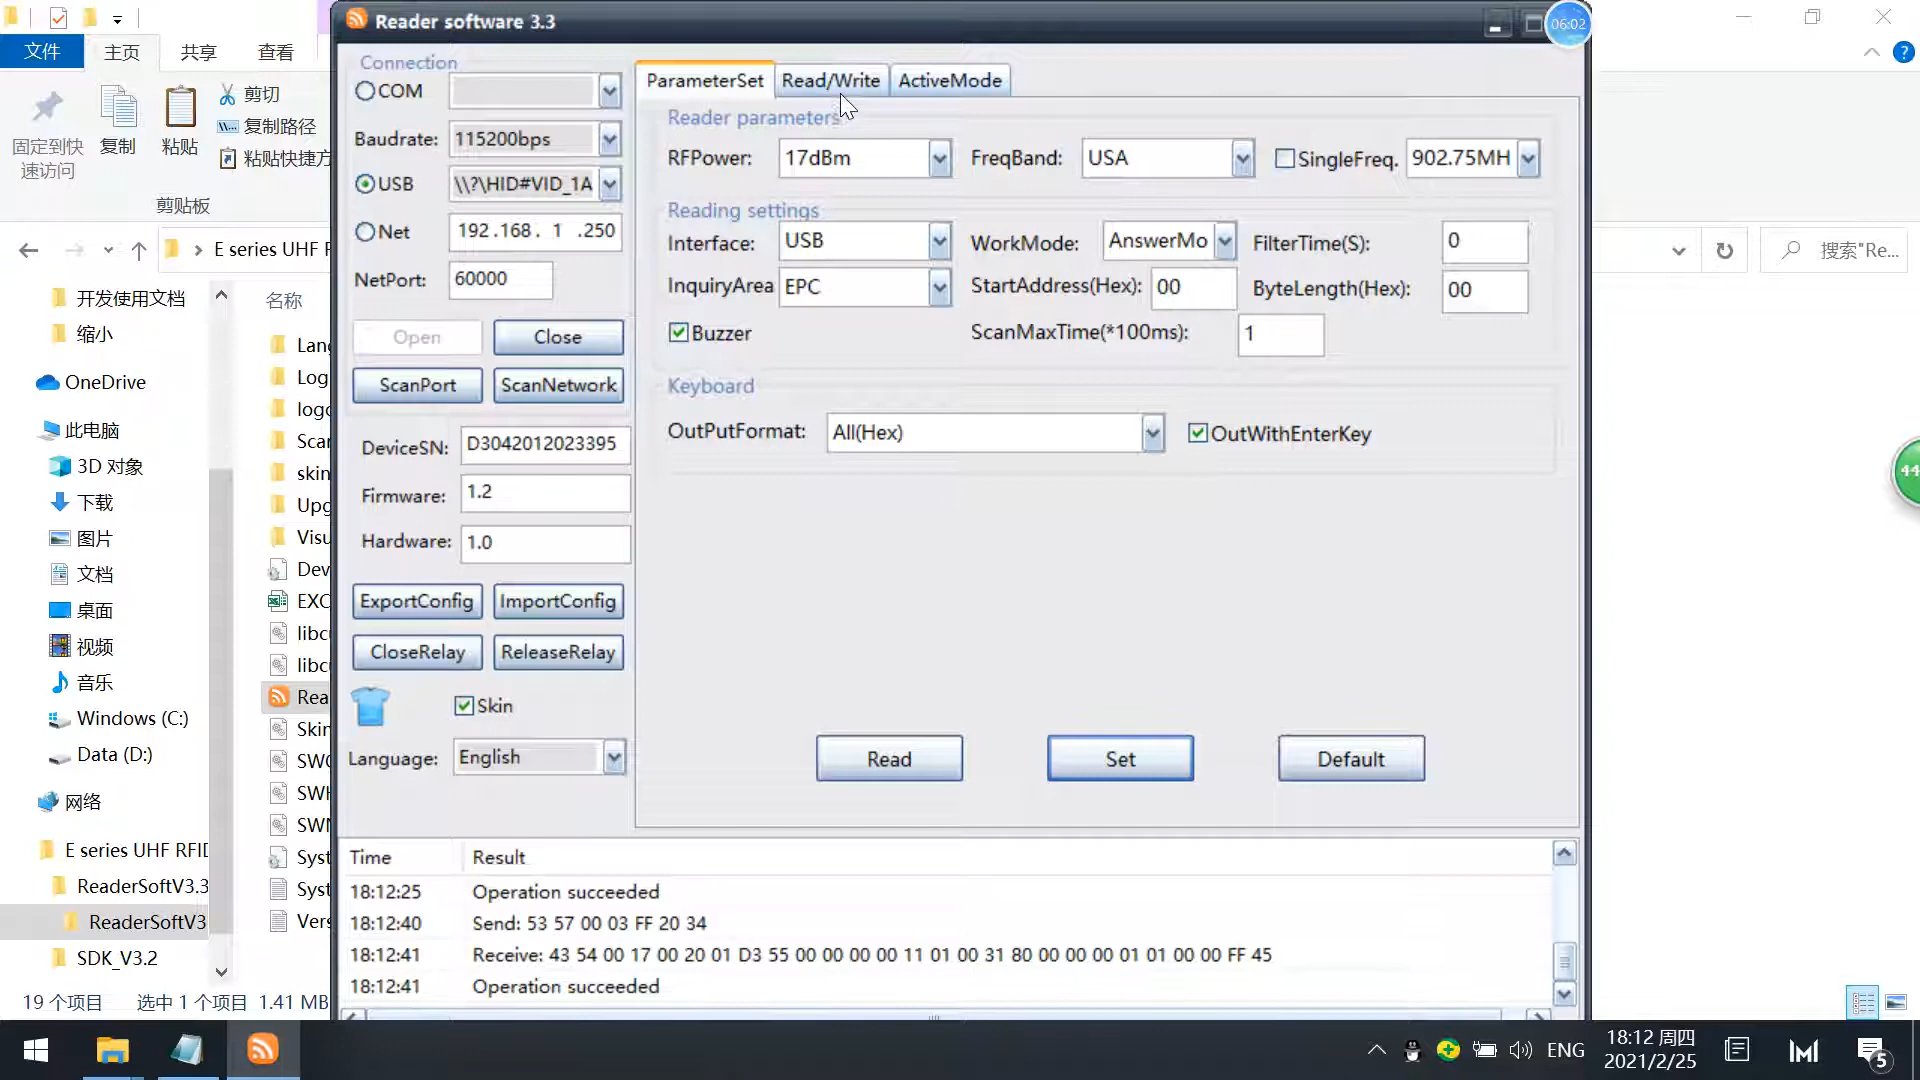 Reader software 3.3
06:02
文件
主页
共享
查看
固定到快
速访问
复制
粘贴
剪切
复制路径
粘贴快捷方
剪贴板
E series UHF
搜索"Re...
开发使用文档
缩小
OneDrive
此电脑
3D 对象
下载
图片
文档
桌面
视频
音乐
Windows (C:)
Data (D:)
网络
E series UHF RFID
ReaderSoftV3.3
ReaderSoftV3
SDK_V3.2
名称
Lang
Log
logo
Scar
skin
Upg
Visu
Dev
EXC
libcu
libcu
Rea
Skin
SWC
SWH
SWN
Syst
Syst
Vers
19 个项目
选中 1 个项目
1.41 MB
Connection
COM
Baudrate:
115200bps
USB
\\?\HID#VID_1A
Net
192.168. 1 .250
NetPort:
60000
Open
Close
ScanPort
ScanNetwork
DeviceSN:
D3042012023395
Firmware:
1.2
Hardware:
1.0
ExportConfig
ImportConfig
CloseRelay
ReleaseRelay
Skin
Language:
English
ParameterSet
Read/Write
ActiveMode
Reader parameters
RFPower:
17dBm
FreqBand:
USA
SingleFreq.
902.75MH
Reading settings
Interface:
USB
WorkMode:
AnswerMo
FilterTime(S):
0
InquiryArea
EPC
StartAddress(Hex):
00
ByteLength(Hex):
00
Buzzer
ScanMaxTime(*100ms):
1
Keyboard
OutPutFormat:
All(Hex)
OutWithEnterKey
Read
Set
Default
Time
Result
18:12:25
Operation succeeded
18:12:40
Send: 53 57 00 03 FF 20 34
18:12:41
Receive: 43 54 00 17 00 20 01 D3 55 00 00 00 00 11 01 00 31 80 00 00 00 01 01 00 00 FF 45
18:12:41
Operation succeeded
44
ENG
18:12 周四
2021/2/25
5